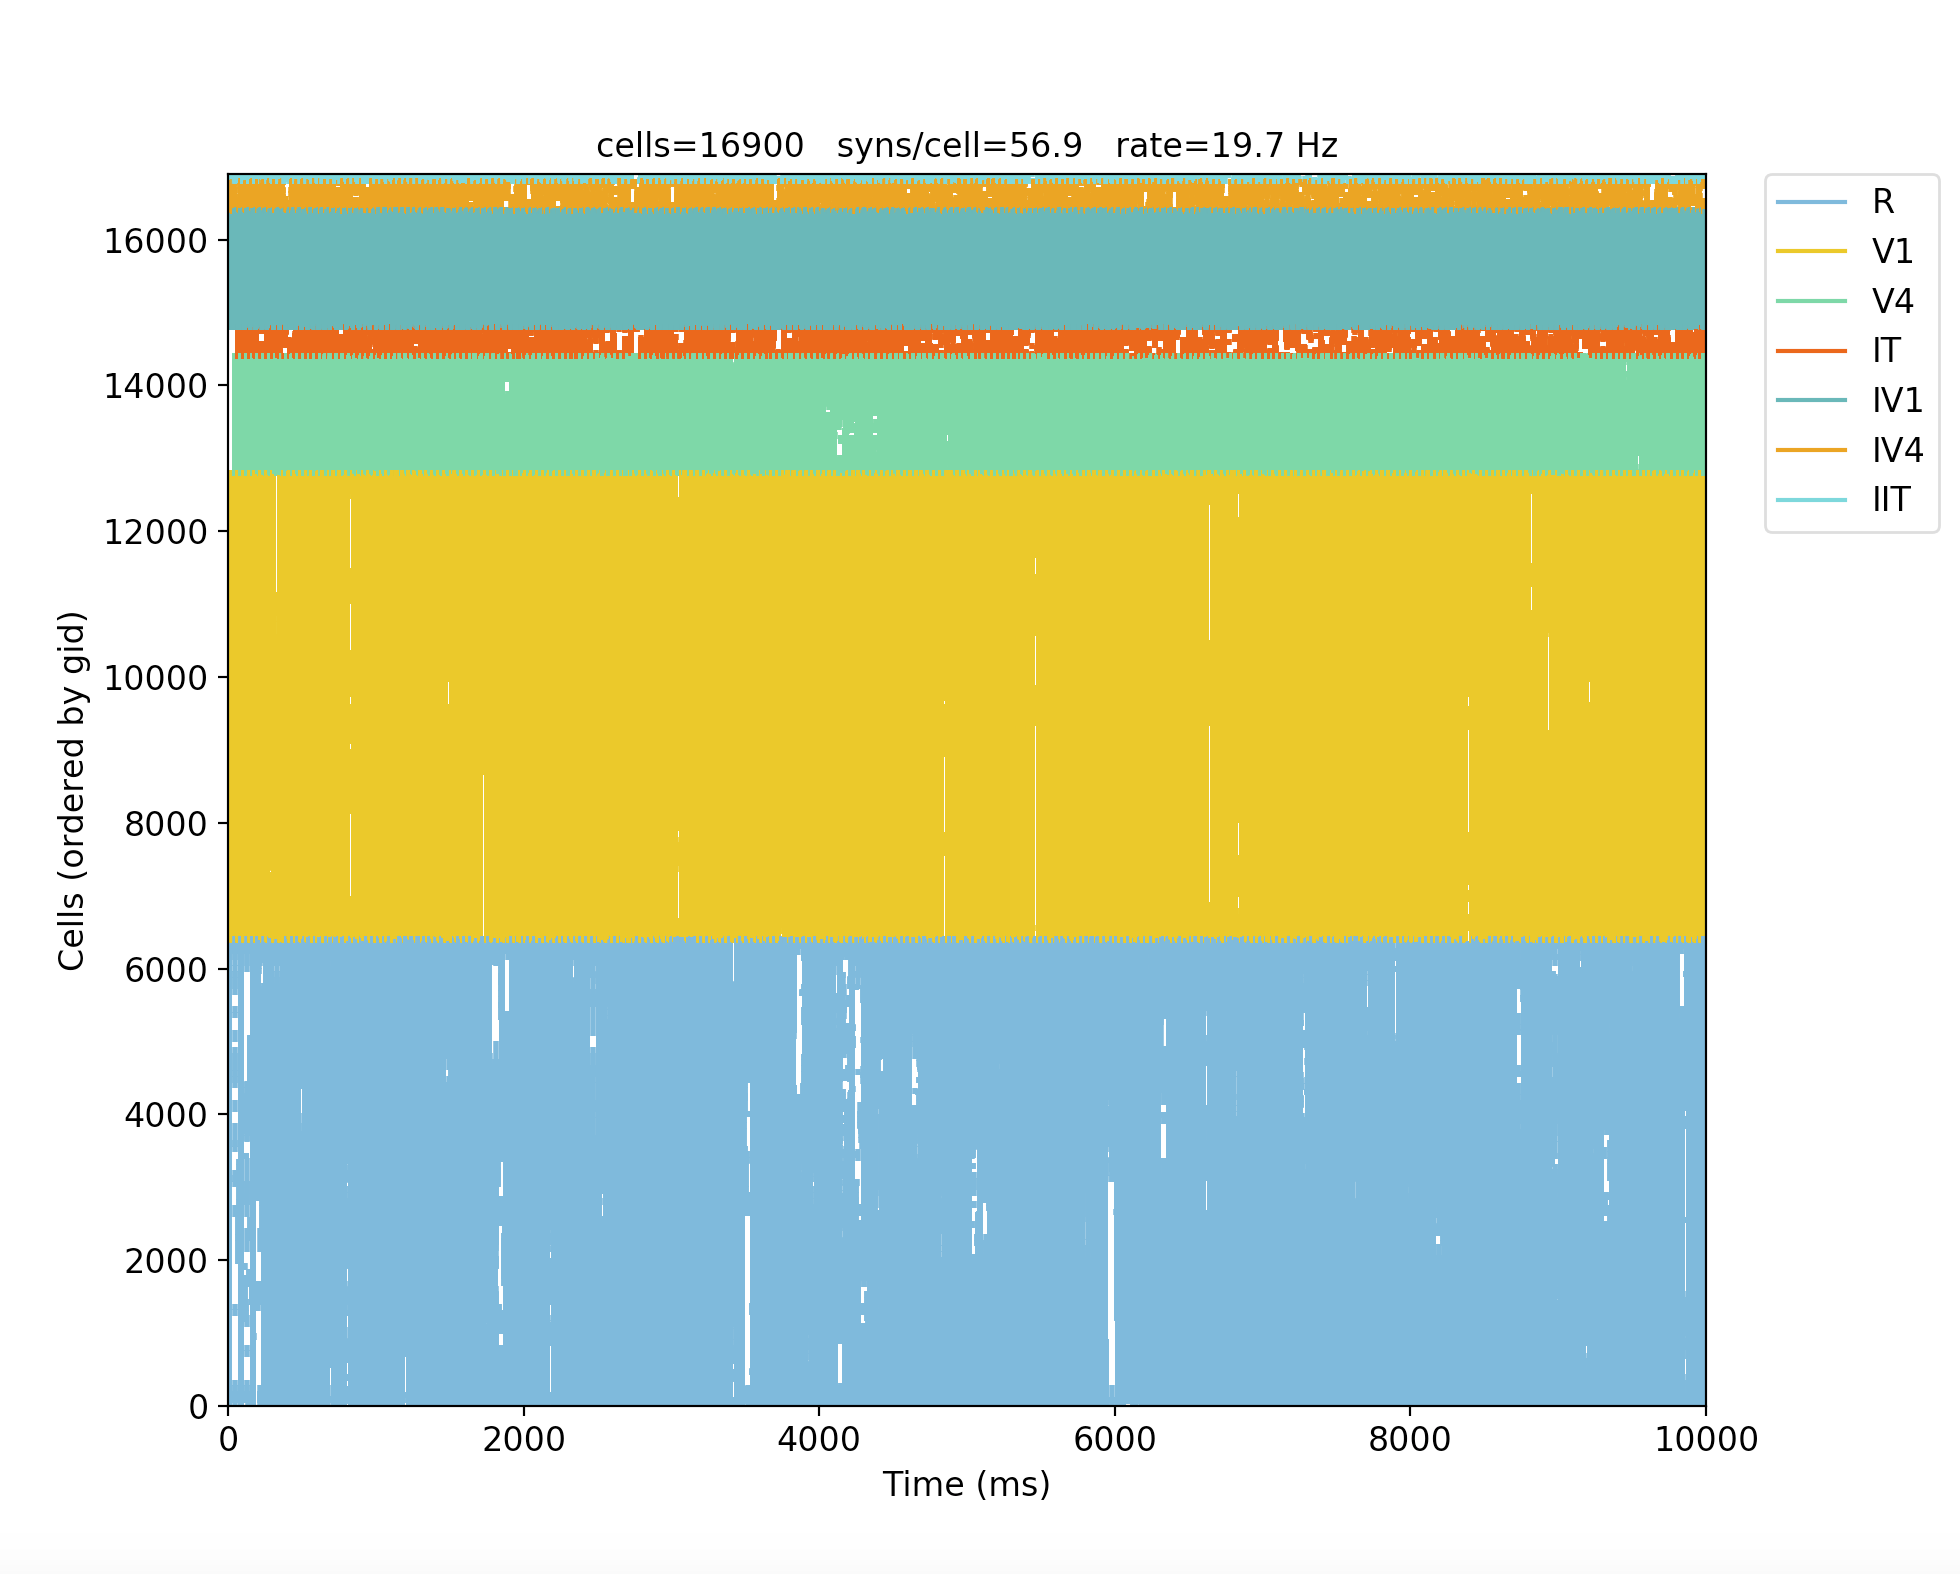 cells=16900   syns/cell=56.9   rate=19.7 Hz
R
V1
V4
IT
IV1
IV4
IIT
Cells (ordered by gid)
16000
14000
12000
10000
8000
6000
4000
2000
0
0 2000 4000 6000 8000 10000
Time (ms)